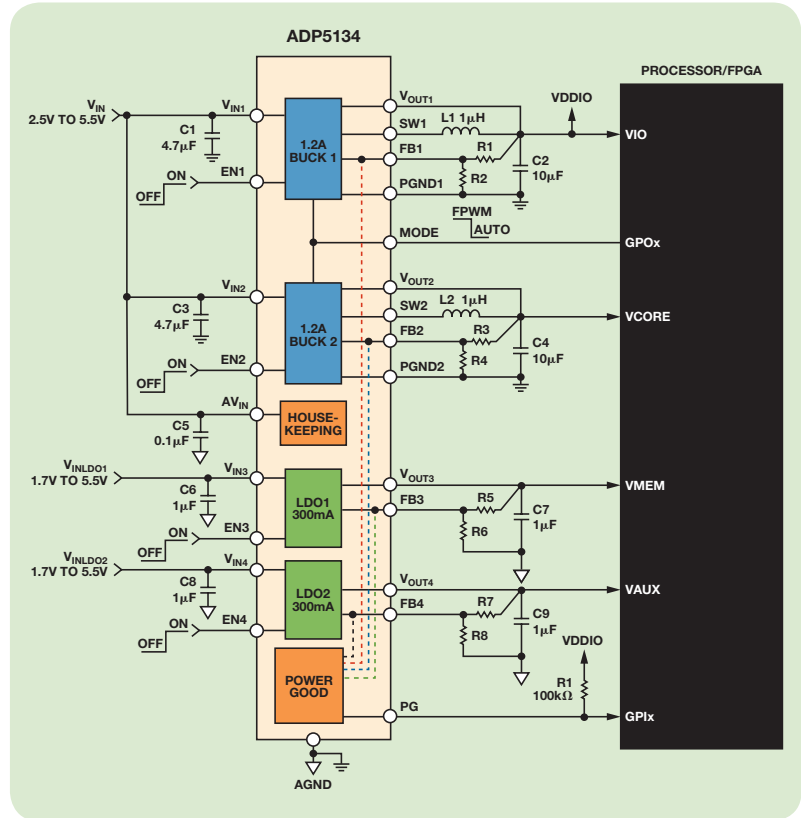 ADP5134
PROCESSOR/FPGA
VIN
2.5V TO 5.5V
VIN1
C1
4.7µF
EN1
ON
OFF
1.2A
BUCK 1
VOUT1
SW1
L1 1µH
FB1
R1
R2
PGND1
C2
10µF
VDDIO
VIO
FPWM
AUTO
MODE
GPOx
VIN2
C3
4.7µF
EN2
ON
OFF
1.2A
BUCK 2
VOUT2
SW2
L2 1µH
FB2
R3
R4
PGND2
C4
10µF
VCORE
AVIN
C5
0.1µF
HOUSE-
KEEPING
VINLDO1
1.7V TO 5.5V
VIN3
C6
1µF
EN3
ON
OFF
LDO1
300mA
VOUT3
FB3
R5
R6
C7
1µF
VMEM
VINLDO2
1.7V TO 5.5V
VIN4
C8
1µF
EN4
ON
OFF
LDO2
300mA
VOUT4
FB4
R7
R8
C9
1µF
VAUX
VDDIO
R1
100kΩ
POWER
GOOD
PG
GPIx
AGND